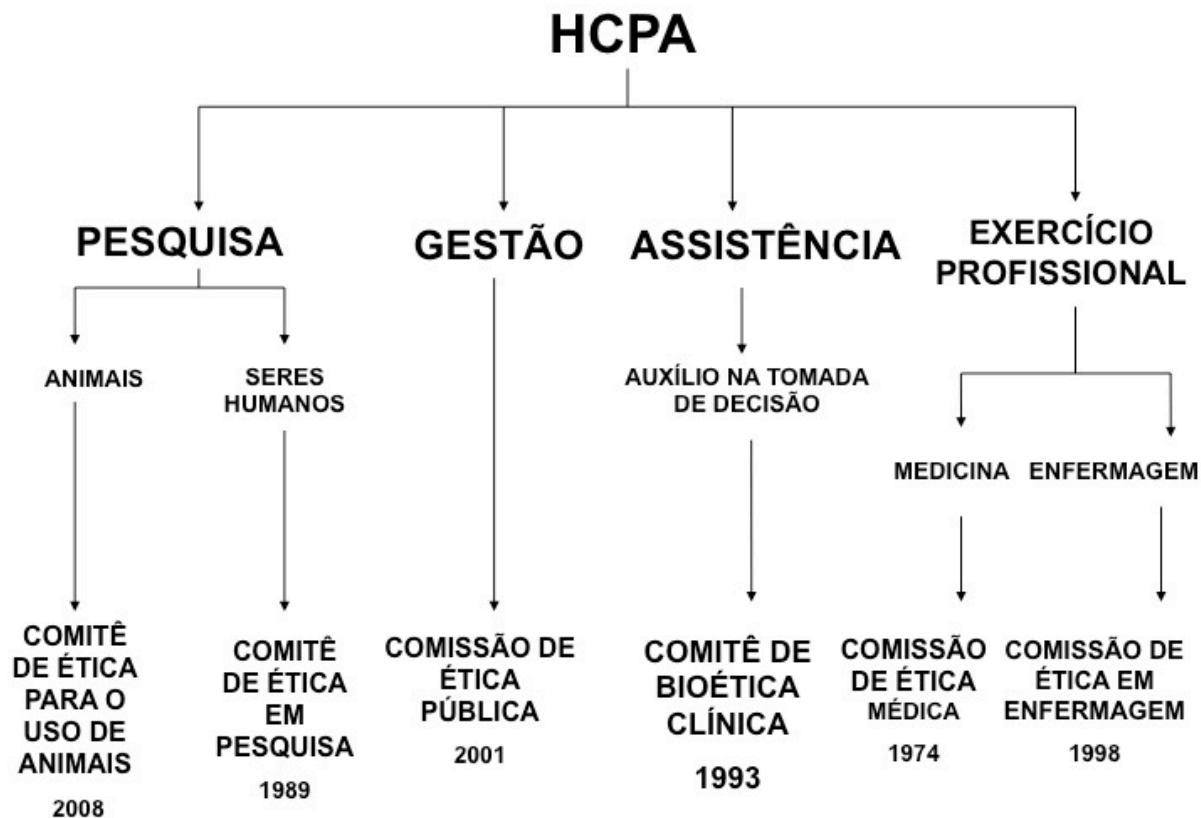 HCPA
PESQUISA
GESTÃO
ASSISTÊNCIA
EXERCÍCIO
PROFISSIONAL
ANIMAIS
SERES
HUMANOS
AUXÍLIO NA TOMADA
DE DECISÃO
MEDICINA
ENFERMAGEM
COMITÊ
DE ÉTICA
PARA O
USO DE
ANIMAIS
2008
COMITÊ
DE ÉTICA
EM
PESQUISA
1989
COMISSÃO DE
ÉTICA
PÚBLICA
2001
COMITÊ DE
BIOÉTICA
CLÍNICA
1993
COMISSÃO
DE ÉTICA
MÉDICA
1974
COMISSÃO DE
ÉTICA EM
ENFERMAGEM
1998